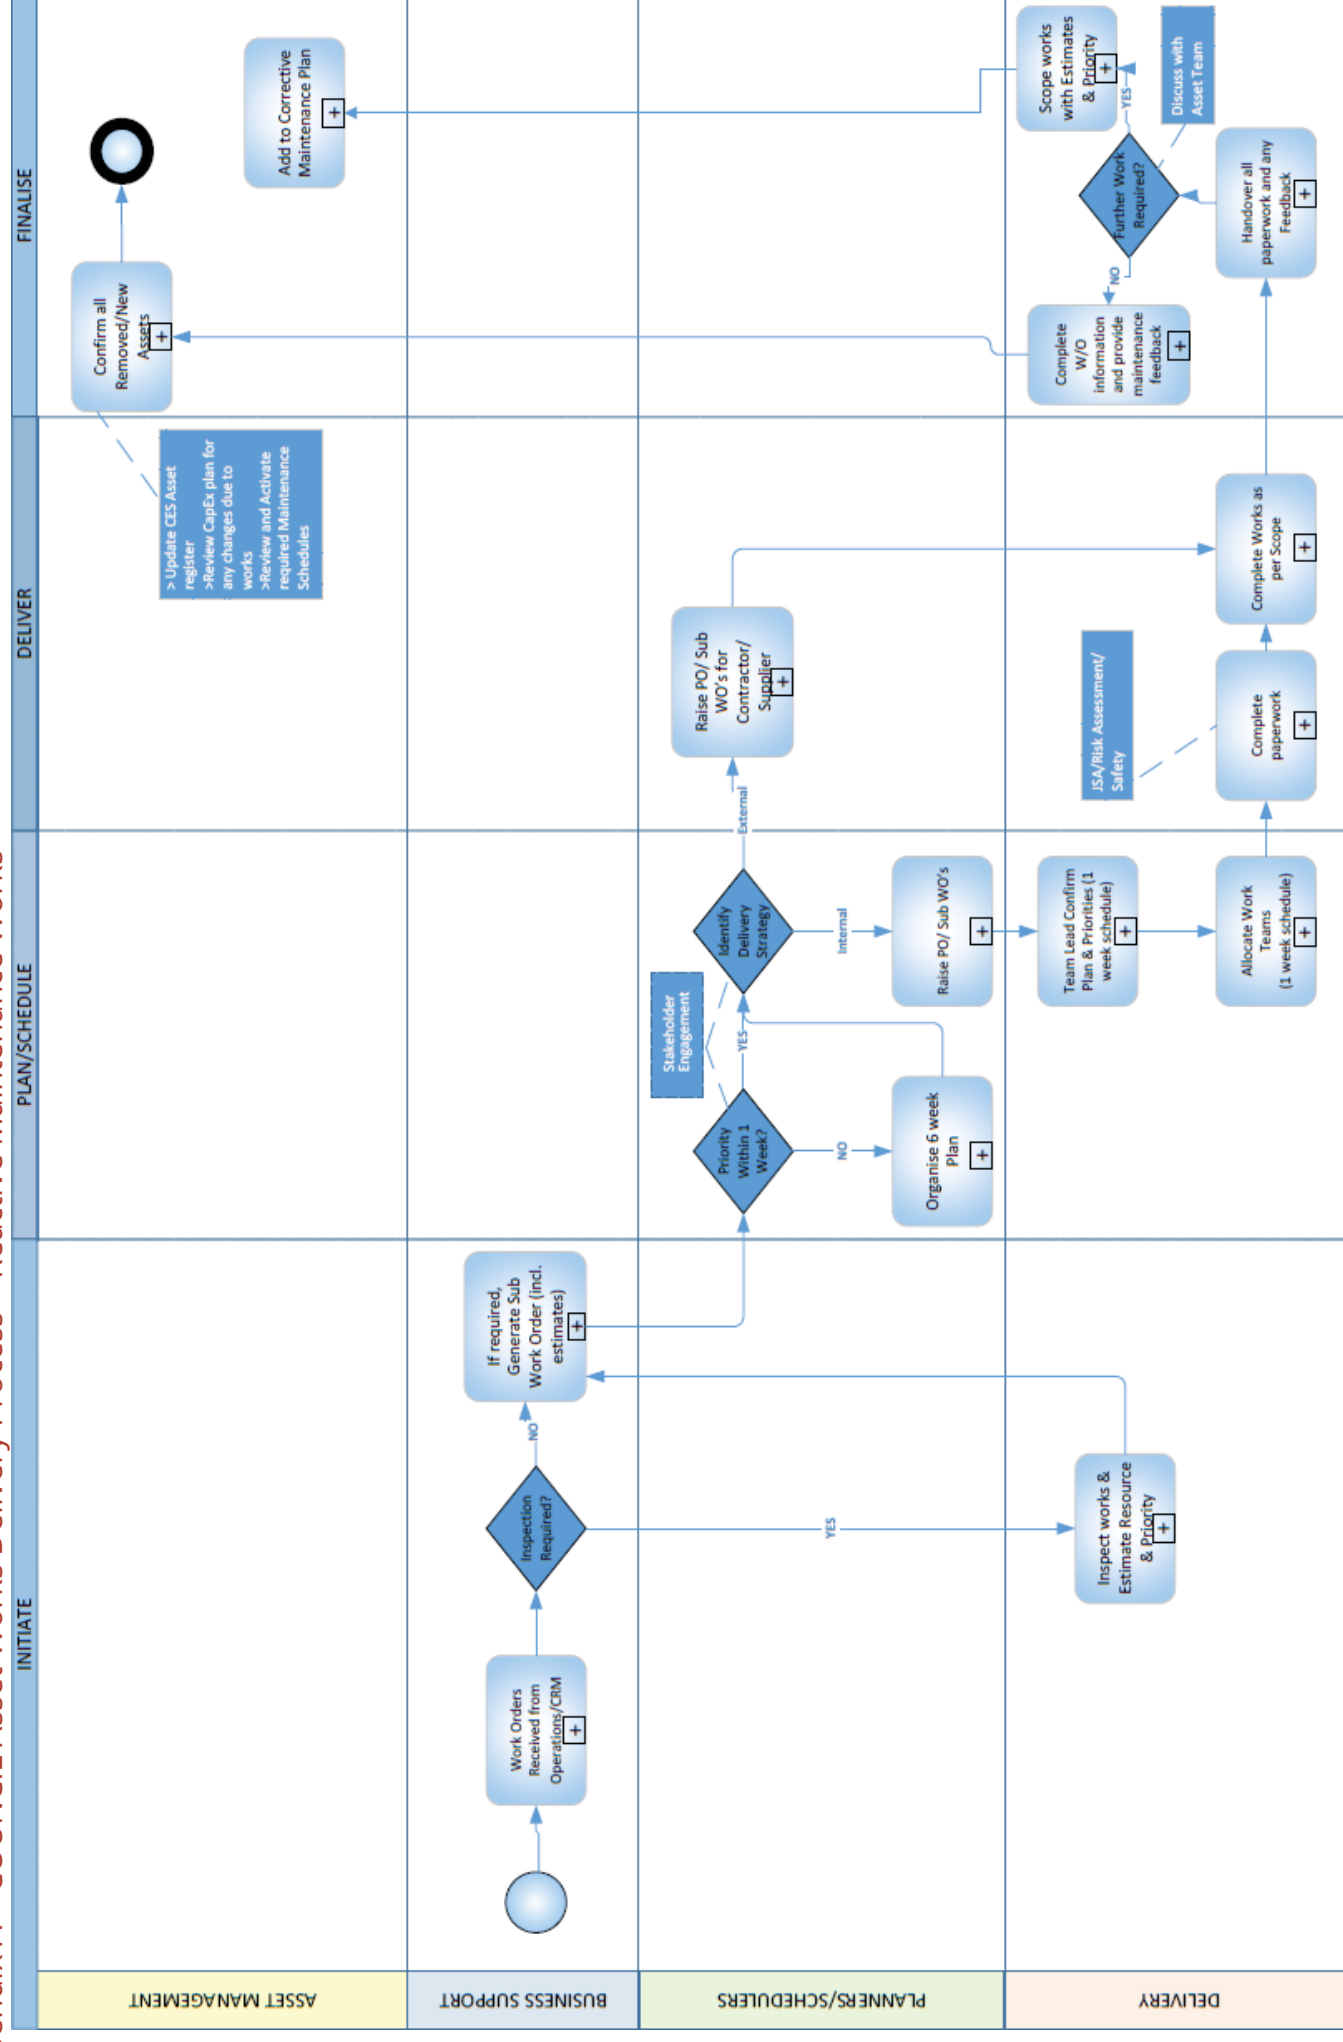 INITIATE
PLAN/SCHEDULE
DELIVER
FINALISE
ASSET MANAGEMENT
Confirm all
Removed/New
Assets
> Update CES Asset
register
>Review CapEx plan for
any changes due to
works
>Review and Activate
required Maintenance
Schedules
Add to Corrective
Maintenance Plan
BUSINESS SUPPORT
Work Orders
Received from
Operations/CRM
Inspection
Required?
NO
YES
If required,
Generate Sub
Work Order (incl.
estimates)
PLANNERS/SCHEDULERS
Priority
Within 1
Week?
YES
NO
Organise 6 week
Plan
Stakeholder
Engagement
Identify
Delivery
Strategy
External
Internal
Raise PO/ Sub WO's
Raise PO/ Sub
WO's for
Contractor/
Supplier
DELIVERY
Inspect works &
Estimate Resource
& Priority
Team Lead Confirm
Plan & Priorities (1
week schedule)
Allocate Work
Teams
(1 week schedule)
JSA/Risk Assessment/
Safety
Complete
paperwork
Complete Works as
per Scope
Handover all
paperwork and any
Feedback
Further Work
Required?
NO
YES
Complete
W/O
information
and provide
maintenance
feedback
Scope works
with Estimates
& Priority
Discuss with
Asset Team